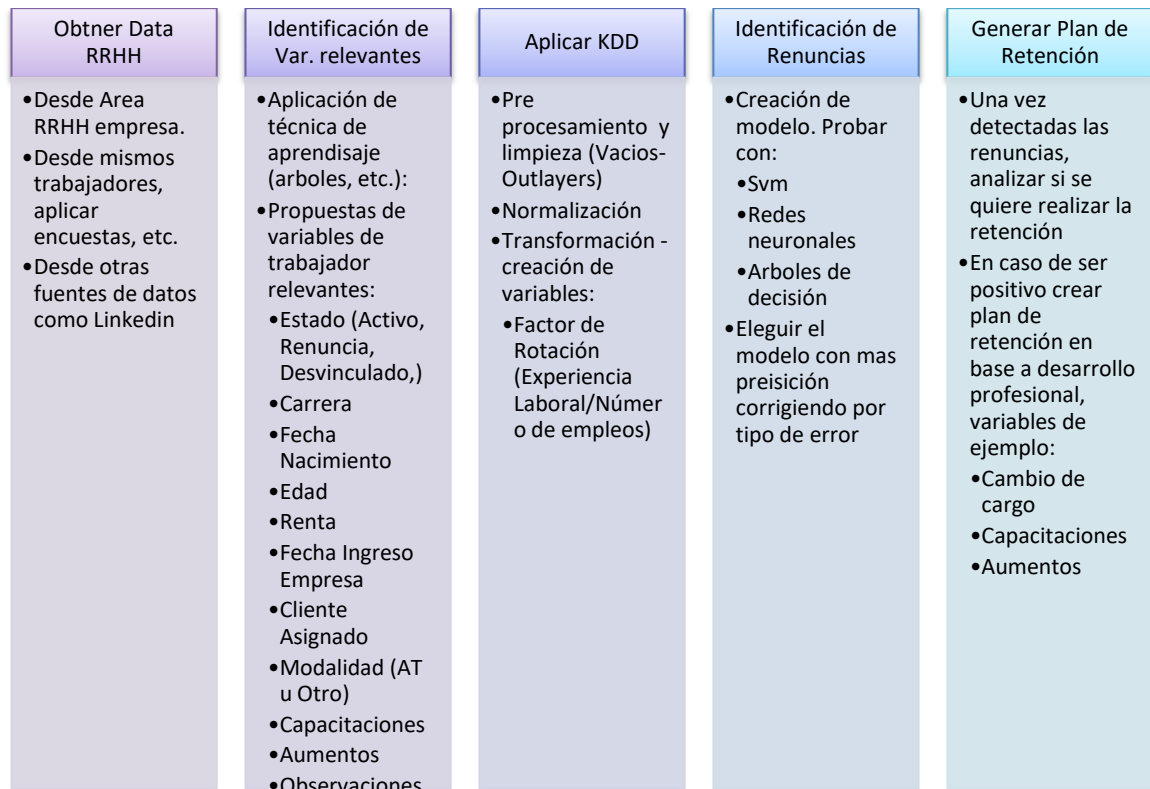 Obtner Data
RRHH
•Desde Area
RRHH empresa.
•Desde mismos
trabajadores,
aplicar
encuestas, etc.
•Desde otras
fuentes de datos
como Linkedin
Identificación de
Var. relevantes
•Aplicación de
técnica de
aprendisaje
(arboles, etc.):
•Propuestas de
variables de
trabajador
relevantes:
•Estado (Activo,
Renuncia,
Desvinculado,)
•Carrera
•Fecha
Nacimiento
•Edad
•Renta
•Fecha Ingreso
Empresa
•Cliente
Asignado
•Modalidad (AT
u Otro)
•Capacitaciones
•Aumentos
•Observaciones
Aplicar KDD
•Pre
procesamiento y
limpieza (Vacios-
Outlayers)
•Normalización
•Transformación -
creación de
variables:
•Factor de
Rotación
(Experiencia
Laboral/Númer
o de empleos)
Identificación de
Renuncias
•Creación de
modelo. Probar
con:
•Svm
•Redes
neuronales
•Arboles de
decisión
•Eleguir el
modelo con mas
preisición
corrigiendo por
tipo de error
Generar Plan de
Retención
•Una vez
detectadas las
renuncias,
analizar si se
quiere realizar la
retención
•En caso de ser
positivo crear
plan de
retención en
base a desarrollo
profesional,
variables de
ejemplo:
•Cambio de
cargo
•Capacitaciones
•Aumentos